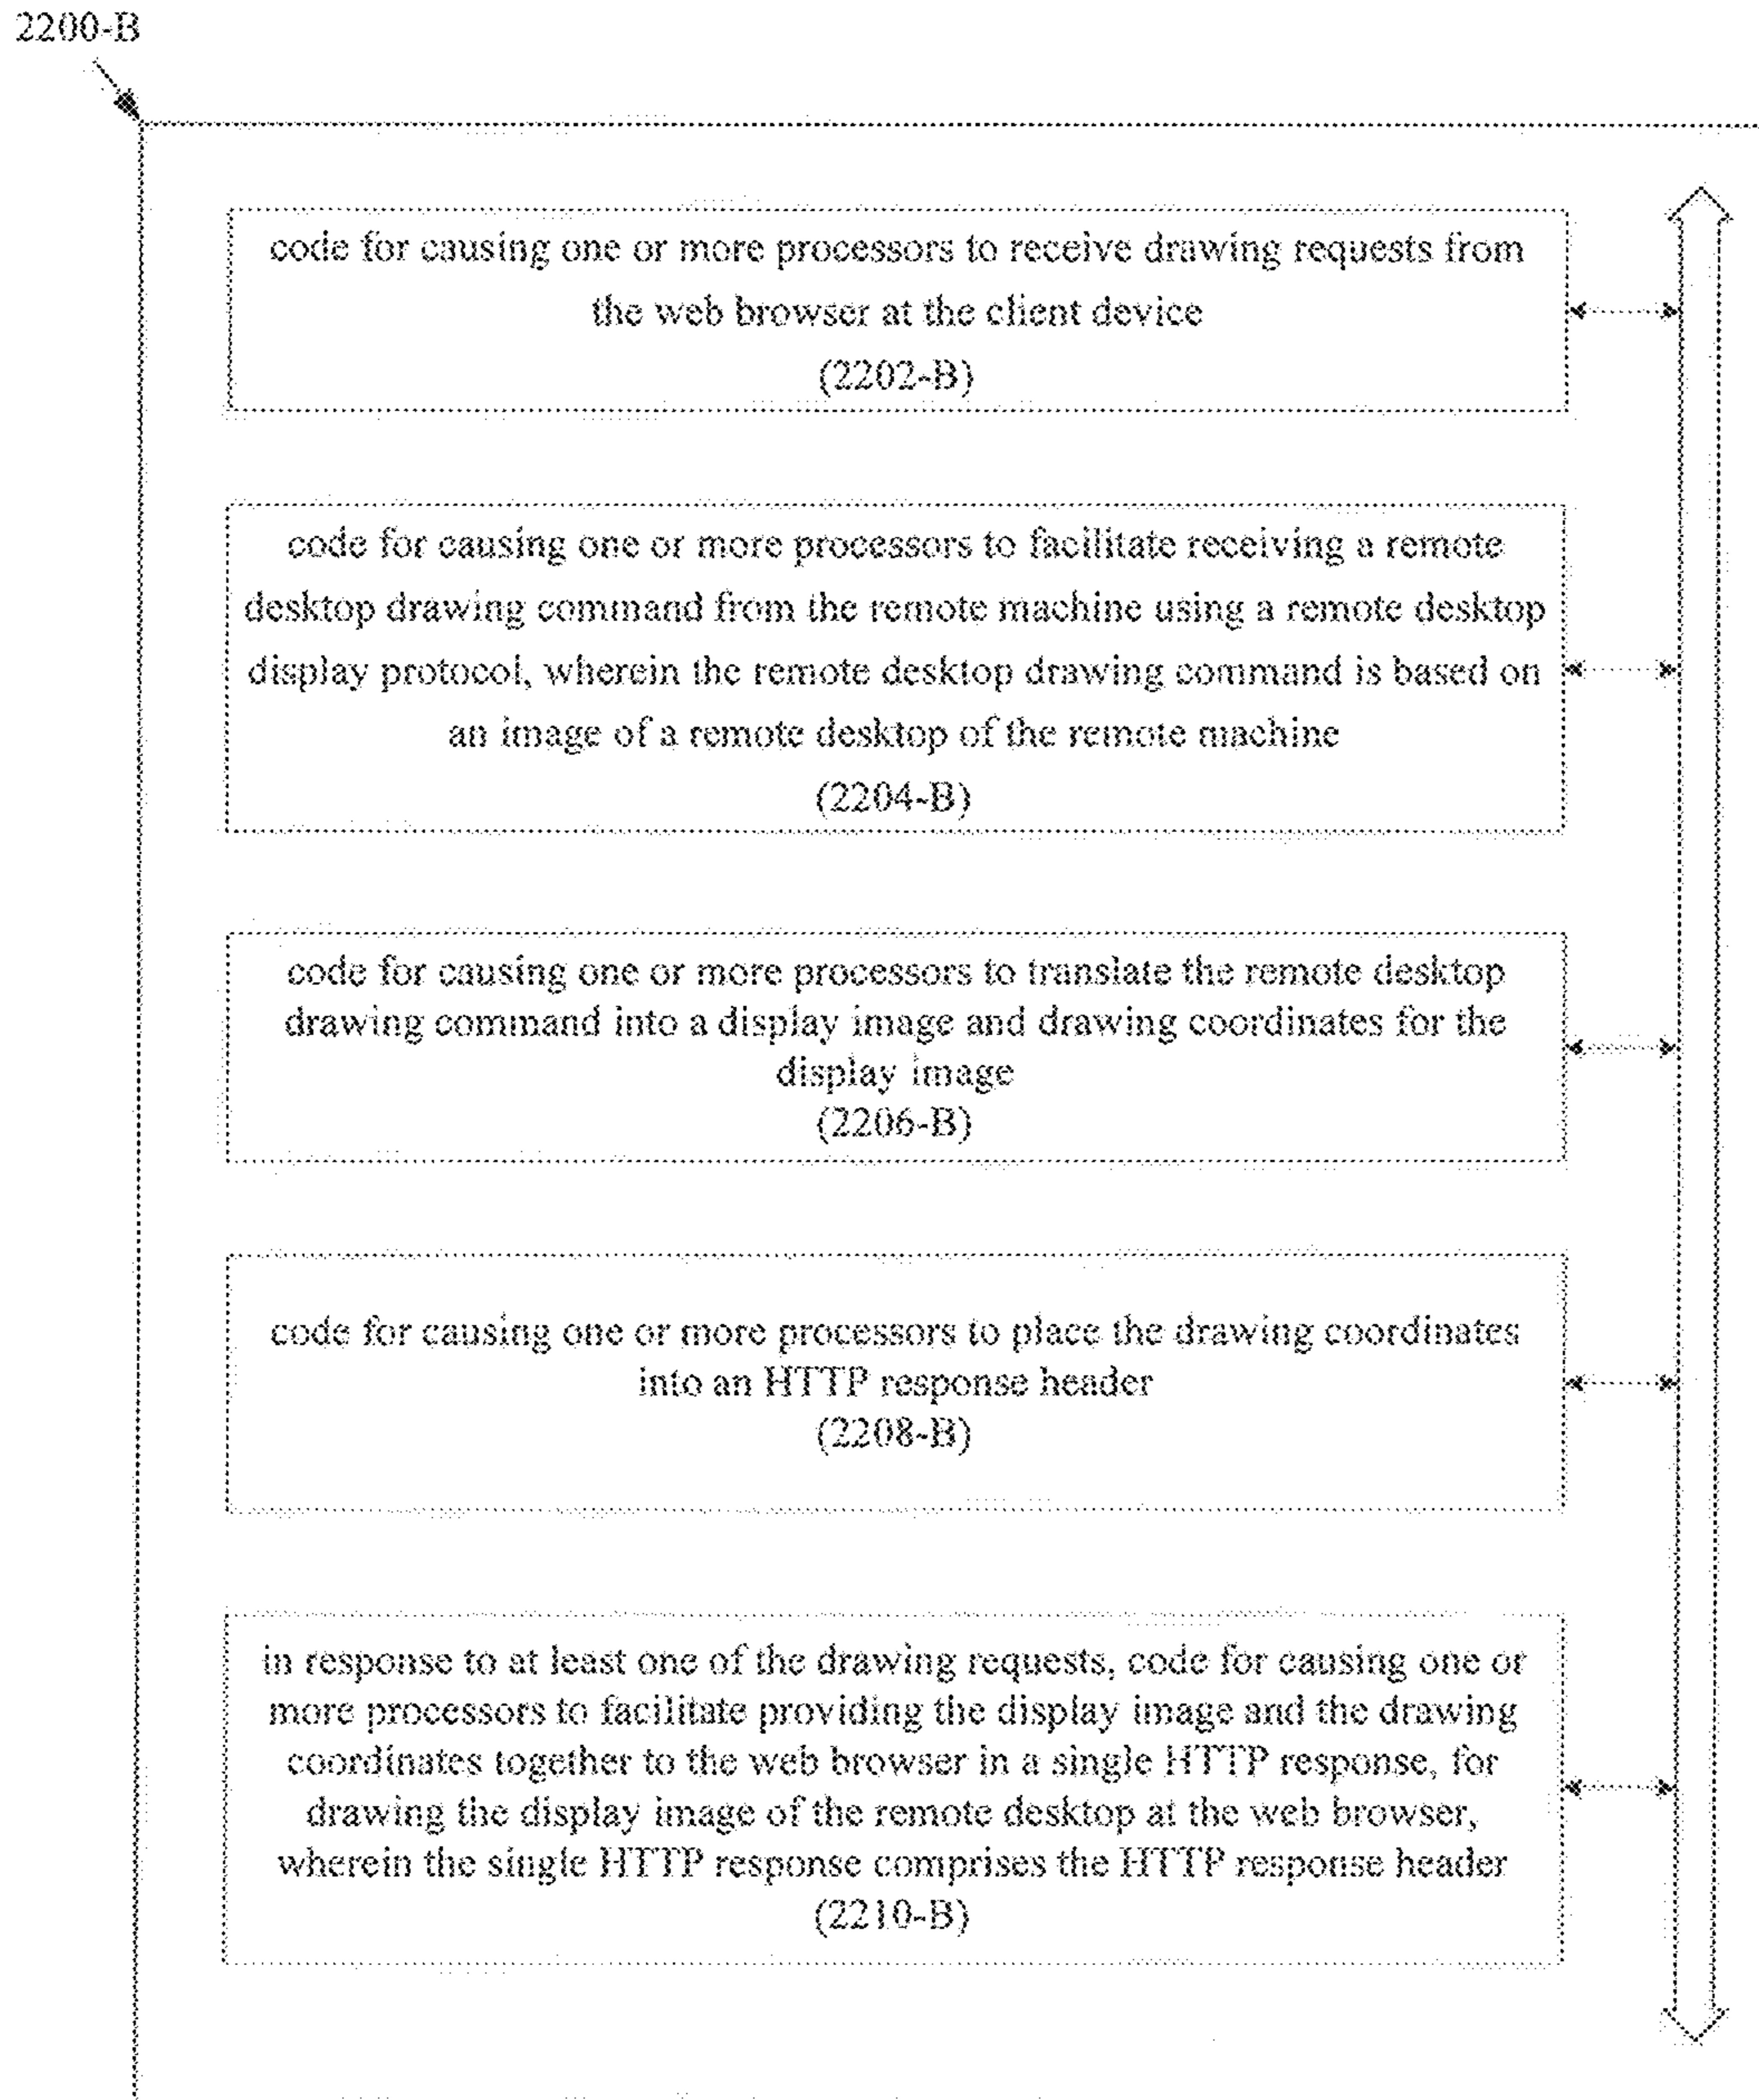 2200-B
code for causing one or more processors to receive drawing requests from
the web browser at the client device
(2202-B)
code for causing one or more processors to facilitate receiving a remote
desktop drawing command from the remote machine using a remote desktop
display protocol, wherein the remote desktop drawing command is based on
an image of a remote desktop of the remote machine
(2204-B)
code for causing one or more processors to translate the remote desktop
drawing command into a display image and drawing coordinates for the
display image
(2206-B)
code for causing one or more processors to place the drawing coordinates
into an HTTP response header
(2208-B)
in response to at least one of the drawing requests, code for causing one or
more processors to facilitate providing the display image and the drawing
coordinates together to the web browser in a single HTTP response, for
drawing the display image of the remote desktop at the web browser,
wherein the single HTTP response comprises the HTTP response header
(2210-B)